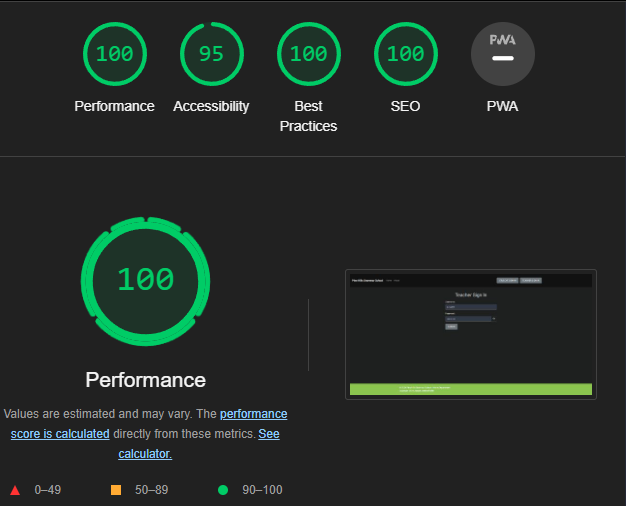 100
95
100
100
PWA
Performance
Accessibility
Best
Practices
SEO
PWA
100
Teacher Sign In
Performance
Values are estimated and may vary. The performance
score is calculated directly from these metrics. See
calculator.
0–49
50–89
90–100